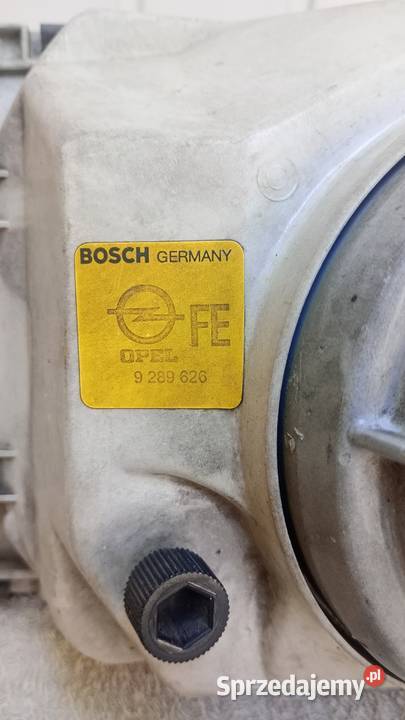 BOSCH GERMANY
FE
OPEL
9 289 626
Sprzedajemy.pl